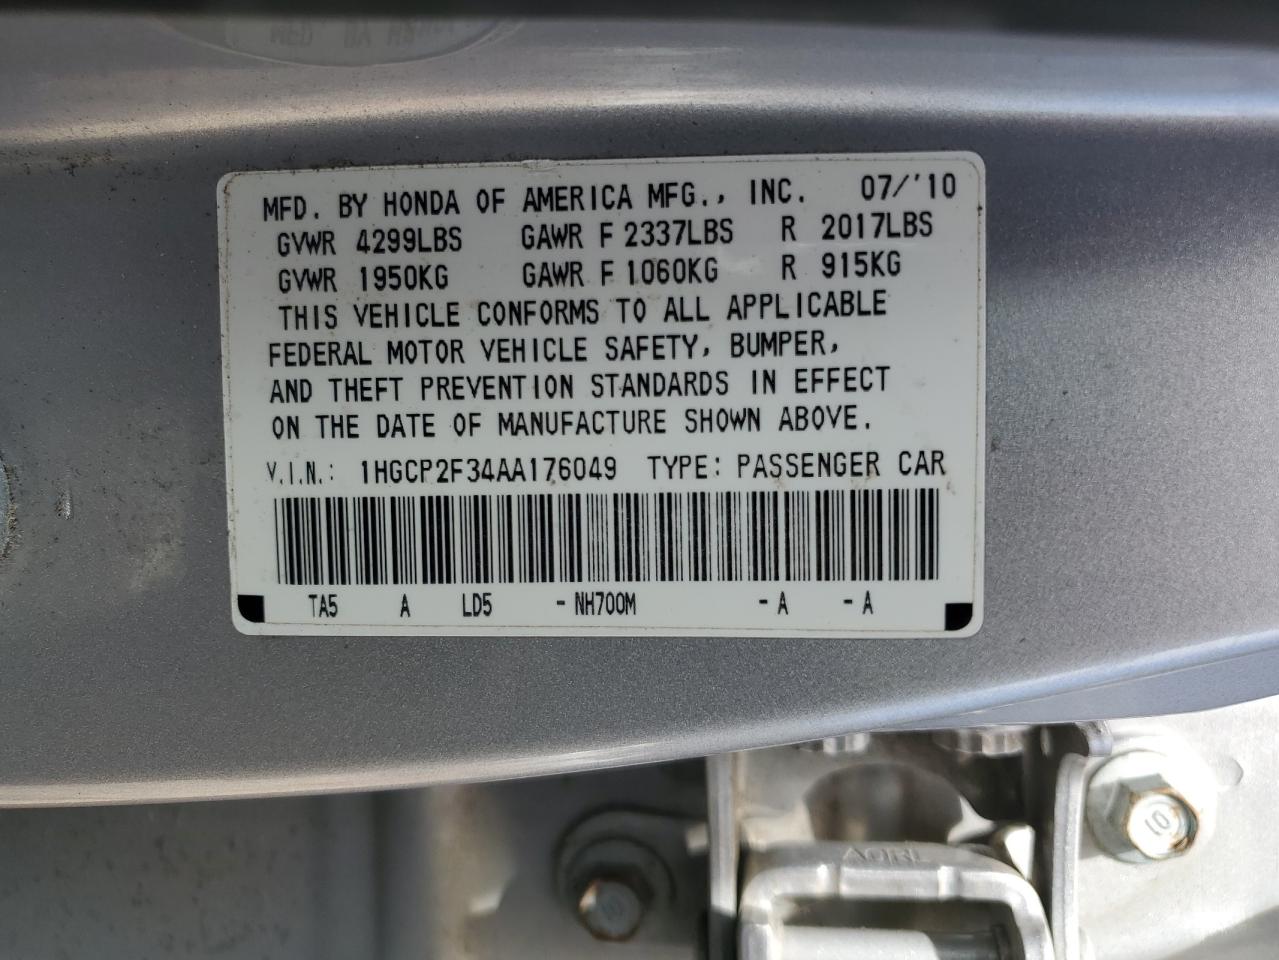 MFD. BY HONDA OF AMERICA MFG., INC. 07/'10
GVWR 4299LBS GAWR F 2337LBS R 2017LBS
GVWR 1950KG GAWR F 1060KG R 915KG
THIS VEHICLE CONFORMS TO ALL APPLICABLE
FEDERAL MOTOR VEHICLE SAFETY, BUMPER,
AND THEFT PREVENTION STANDARDS IN EFFECT
ON THE DATE OF MANUFACTURE SHOWN ABOVE.
V.I.N.: 1HGCP2F34AA176049 TYPE: PASSENGER CAR
TA5 A LD5 -NH700M -A -A
10
10